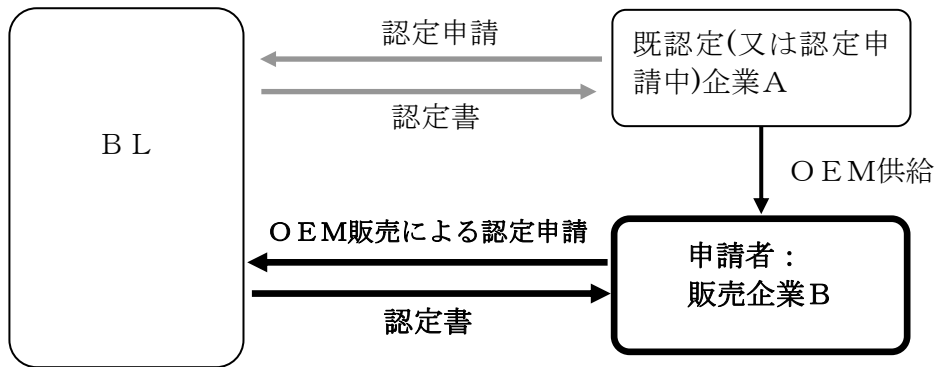 認定申請
既認定(又は認定申
請中)企業A
認定書
ＢＬ
ＯＥＭ供給
ＯＥＭ販売による認定申請
申請者：
販売企業Ｂ
認定書